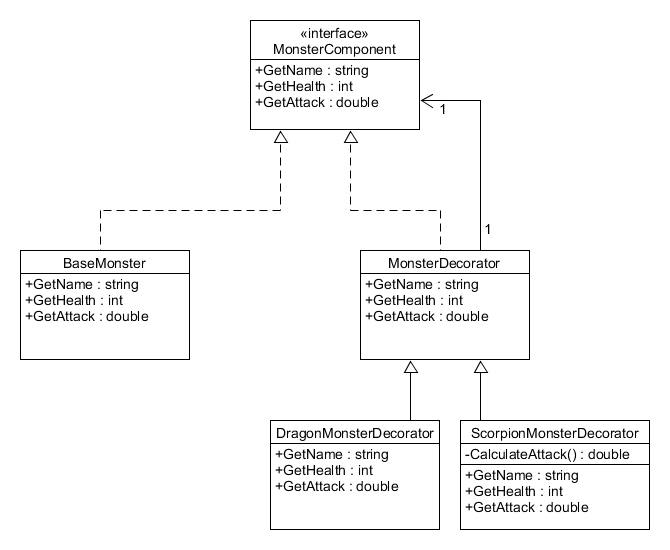 «interface»
MonsterComponent
+GetName : string
+GetHealth : int
+GetAttack : double
1
1
BaseMonster
+GetName : string
+GetHealth : int
+GetAttack : double
MonsterDecorator
+GetName : string
+GetHealth : int
+GetAttack : double
DragonMonsterDecorator
+GetName : string
+GetHealth : int
+GetAttack : double
ScorpionMonsterDecorator
-CalculateAttack() : double
+GetName : string
+GetHealth : int
+GetAttack : double